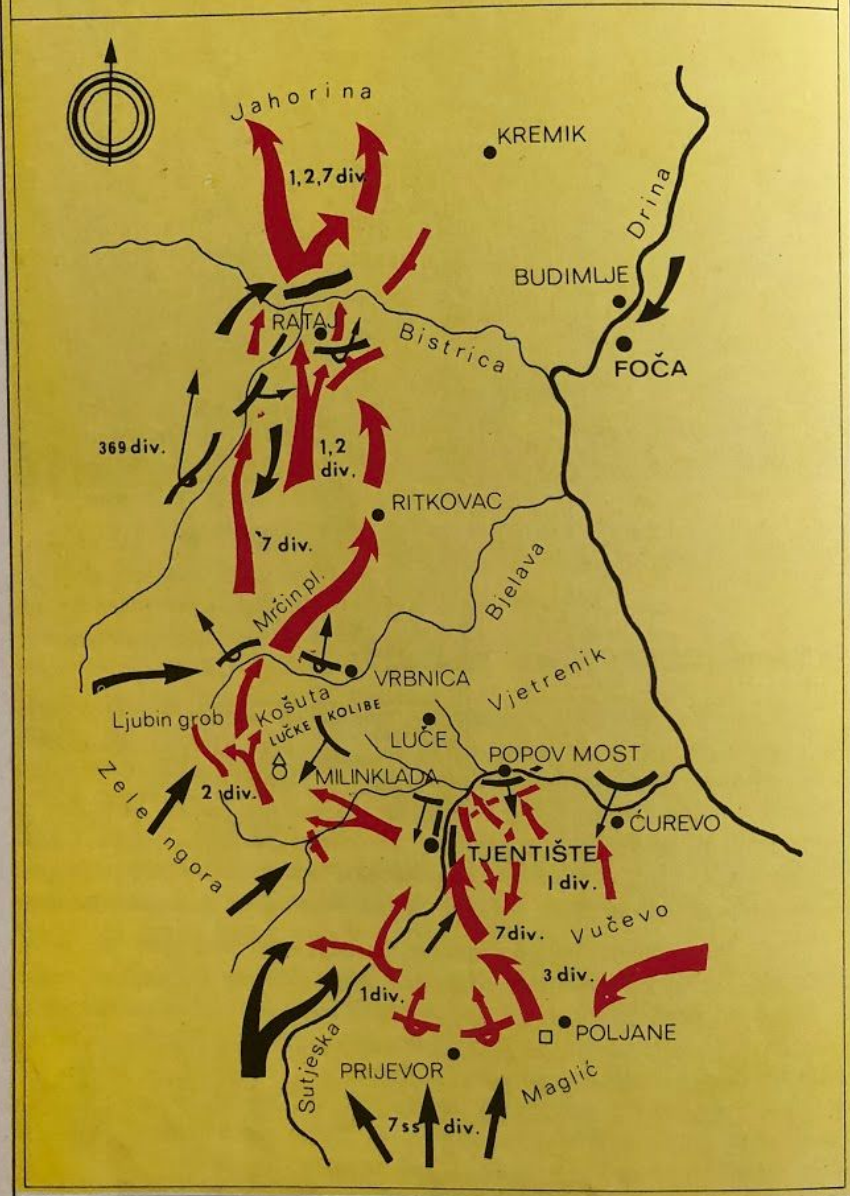 Jahorina
KREMIK
1,2,7 div.
Drina
BUDIMLJE
RATAJ
Bistrica
FOČA
369 div.
1,2
div.
RITKOVAC
7 div.
Mrčin pl.
Bjelava
VRBNICA
Vjetrenik
Ljubin grob
Košuta
LUČKE KOLIBE
LUČE
POPOV MOST
Zelengora
2 div.
MILINKLADA
ĆUREVO
TJENTIŠTE
1 div.
7div.
Vučevo
3 div.
1div.
POLJANE
Sutjeska
PRIJEVOR
Maglić
7ss div.